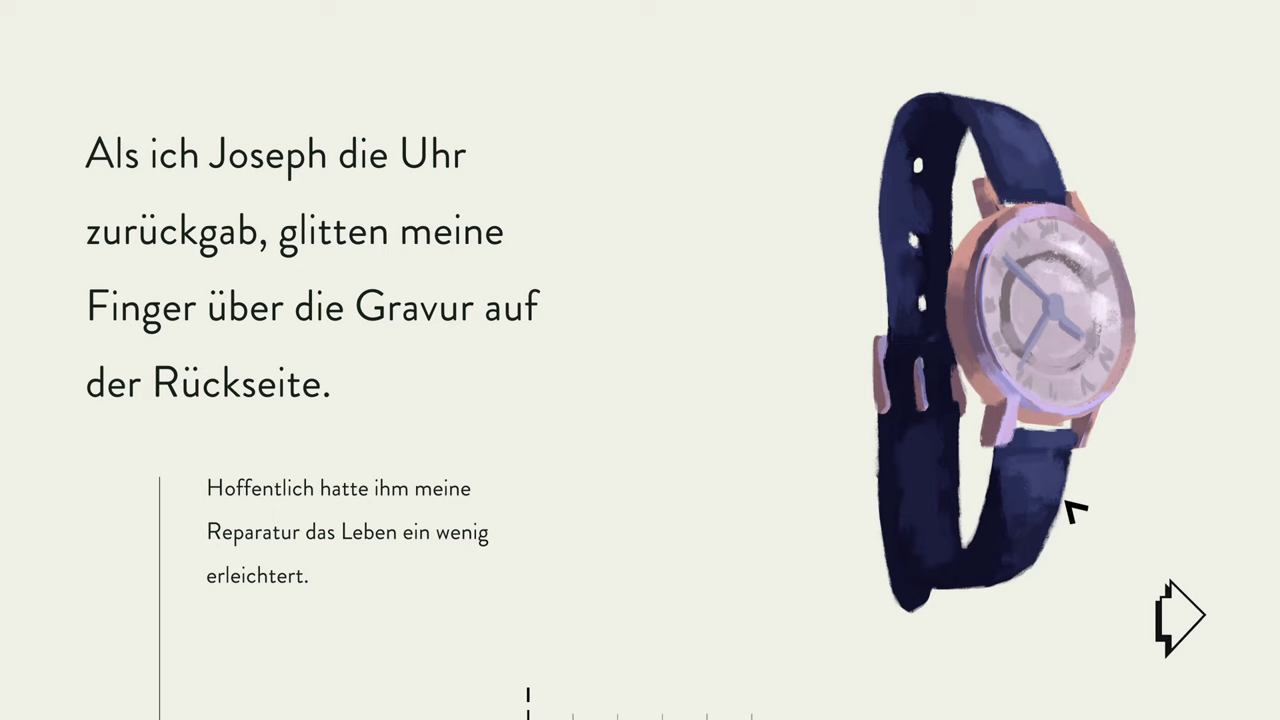 Als ich Joseph die Uhr
zurückgab, glitten meine
Finger über die Gravur auf
der Rückseite.
Hoffentlich hatte ihm meine
Reparatur das Leben ein wenig
erleichtert.